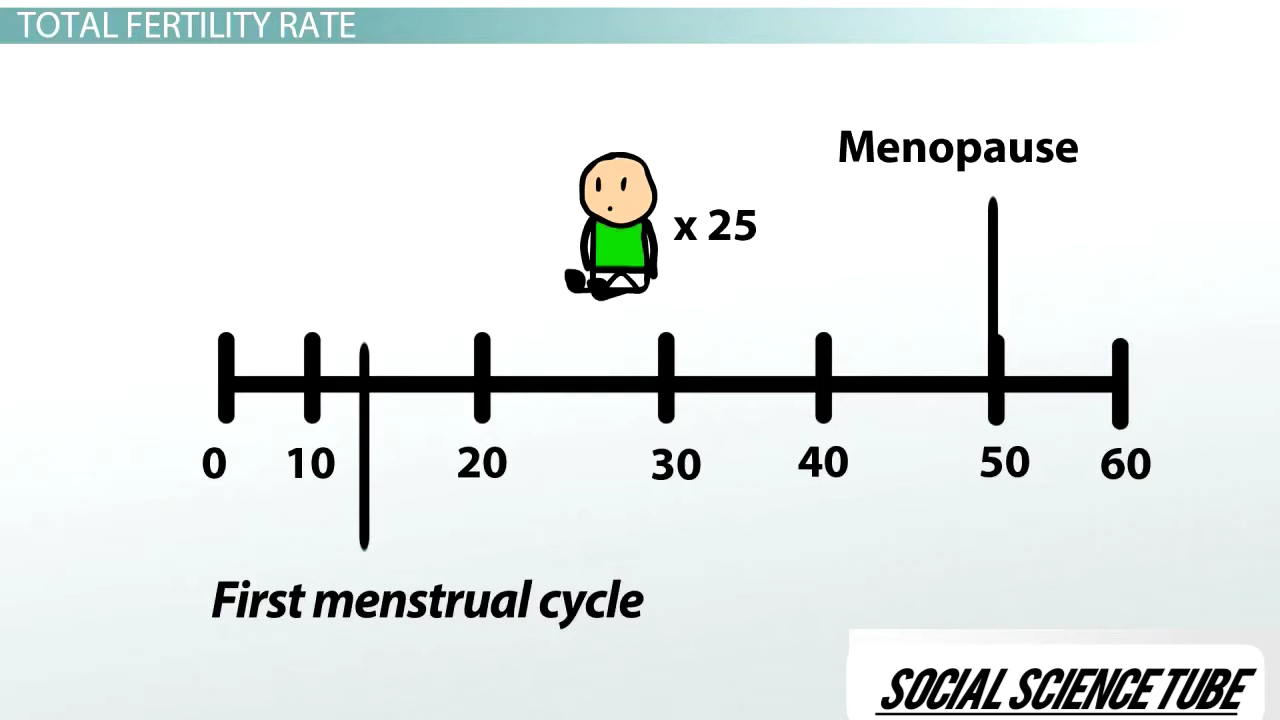 TOTAL FERTILITY RATE
Menopause
x 25
0 10 20 30 40 50 60
First menstrual cycle
SOCIAL SCIENCE TUBE